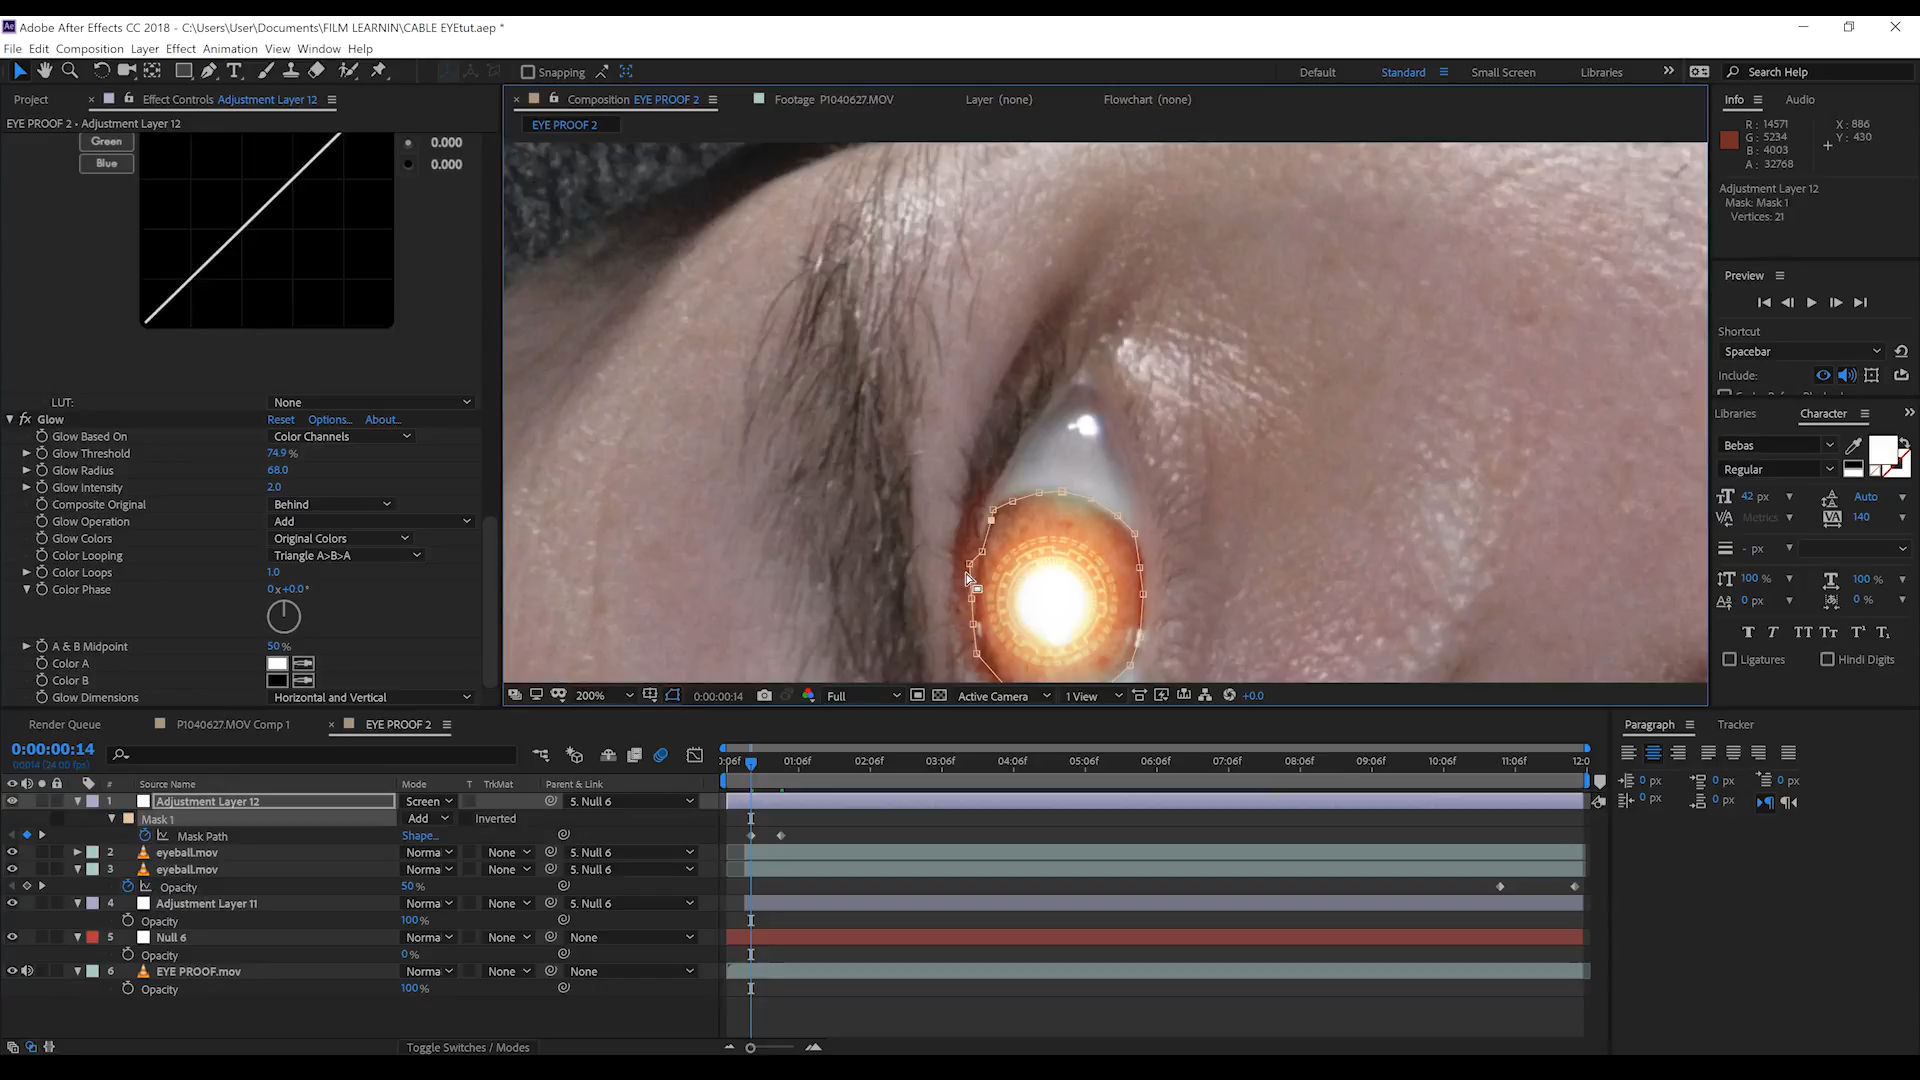 Adobe After Effects CC 2018 - C:\Users\User\Documents\FILM LEARNIN\CABLE EYEtut.aep *
File Edit Composition Layer Effect Animation View Window Help
Snapping Default Standard Small Screen Libraries Search Help
Project Effect Controls Adjustment Layer 12
EYE PROOF 2 • Adjustment Layer 12
Green 0.000
Blue 0.000
LUT: None
Glow Reset Options... About...
Glow Based On Color Channels
Glow Threshold 74.9 %
Glow Radius 68.0
Glow Intensity 2.0
Composite Original Behind
Glow Operation Add
Glow Colors Original Colors
Color Looping Triangle A>B>A
Color Loops 1.0
Color Phase 0x+0.0°
A & B Midpoint 50 %
Color A
Color B
Glow Dimensions Horizontal and Vertical
Composition EYE PROOF 2 Footage P1040627.MOV Layer (none) Flowchart (none)
EYE PROOF 2
200% 0:00:00:14 Full Active Camera 1 View +0.0
Info Audio
R : 14571 X : 886
G : 5234 Y : 430
B : 4003
A : 32768
Adjustment Layer 12
Mask: Mask 1
Vertices: 21
Preview
Shortcut
Spacebar
Include:
Libraries Character
Bebas
Regular
42 px Auto
Metrics 140
- px
100 % 100 %
0 px 0 %
Ligatures Hindi Digits
Render Queue P1040627.MOV Comp 1 EYE PROOF 2
0:00:00:14
00014 (24.00 fps)
# Source Name Mode T TrkMat Parent & Link
1 Adjustment Layer 12 Screen 5. Null 6
Mask 1 Add Inverted
Mask Path Shape...
2 eyeball.mov Norma None 5. Null 6
3 eyeball.mov Norma None 5. Null 6
Opacity 50 %
4 Adjustment Layer 11 Norma None 5. Null 6
Opacity 100 %
5 Null 6 Norma None None
Opacity 0 %
6 EYE PROOF.mov Norma None None
Opacity 100 %
Toggle Switches / Modes
0:06f 01:06f 02:06f 03:06f 04:06f 05:06f 06:06f 07:06f 08:06f 09:06f 10:06f 11:06f 12:0
Paragraph Tracker
0 px 0 px 0 px
0 px 0 px